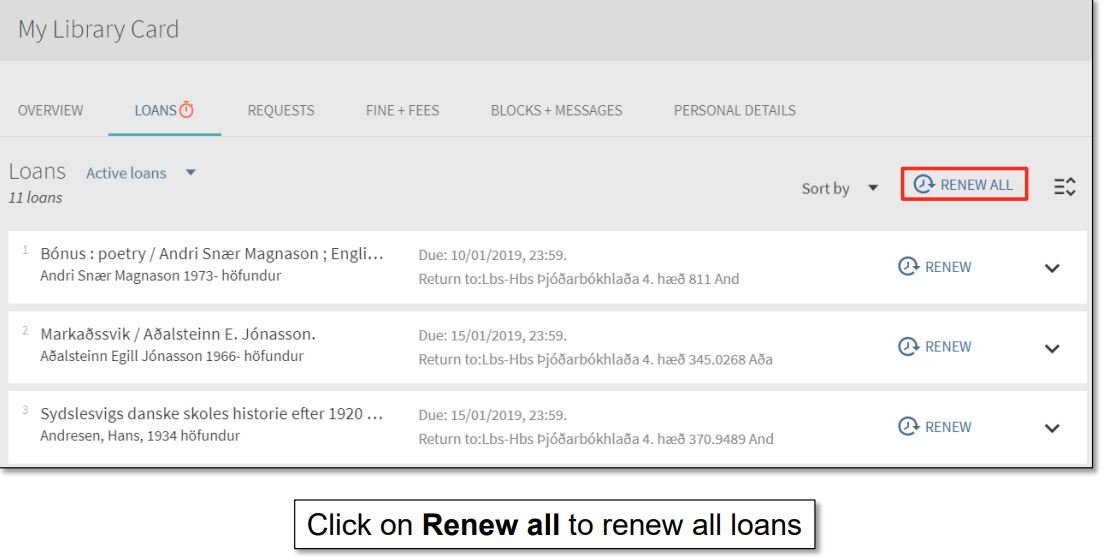 My Library Card
OVERVIEW LOANS REQUESTS FINE + FEES BLOCKS + MESSAGES PERSONAL DETAILS
Loans Active loans
11 loans
Sort by RENEW ALL
1 Bónus : poetry / Andri Snær Magnason ; Engli... Due: 10/01/2019, 23:59.
Andri Snær Magnason 1973- höfundur Return to:Lbs-Hbs Þjóðarbókhlaða 4. hæð 811 And
RENEW
2 Markaðssvik / Aðalsteinn E. Jónasson. Due: 15/01/2019, 23:59.
Aðalsteinn Egill Jónasson 1966- höfundur Return to:Lbs-Hbs Þjóðarbókhlaða 4. hæð 345.0268 Aða
RENEW
3 Sydslesvigs danske skoles historie efter 1920 ... Due: 15/01/2019, 23:59.
Andresen, Hans, 1934 höfundur Return to:Lbs-Hbs Þjóðarbókhlaða 4. hæð 370.9489 And
RENEW
Click on Renew all to renew all loans